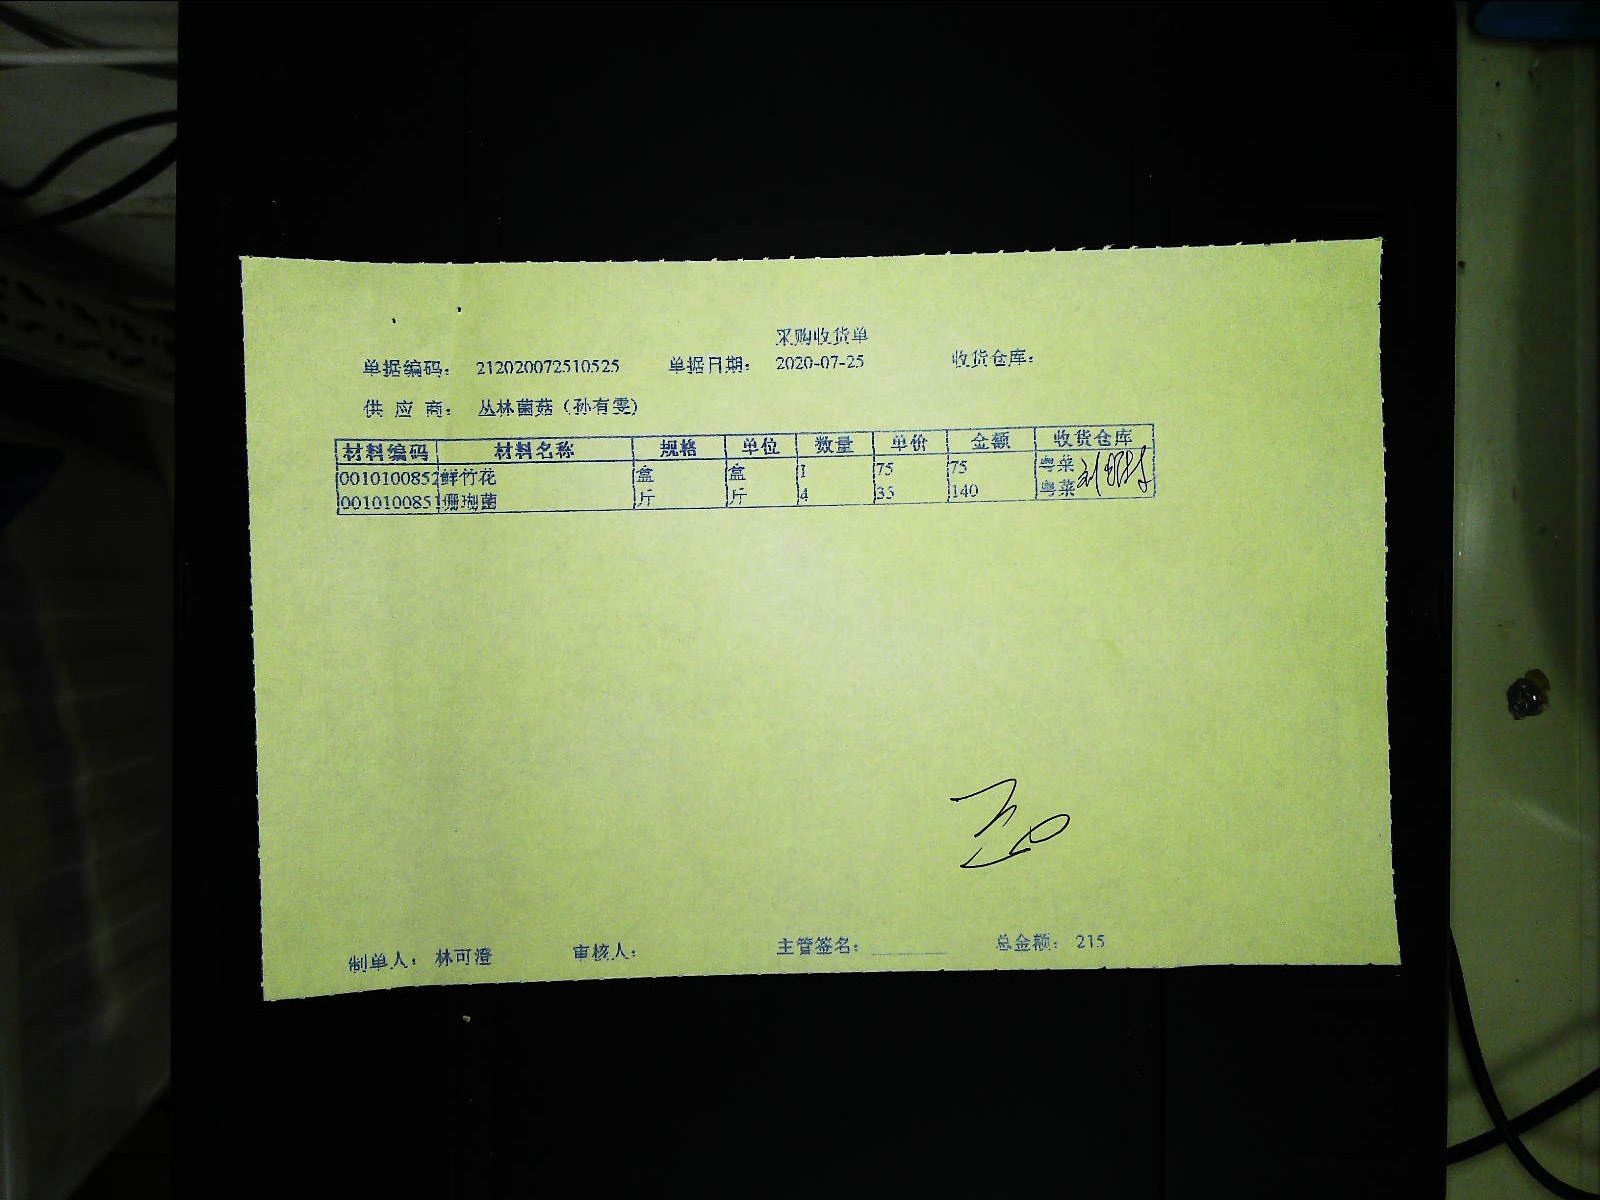 采购收货单
单据编码: 212020072510525 单据日期: 2020-07-25 收货仓库:
供 应 商: 丛林菌菇（孙有雯)
材料编码 材料名称 规格 单位 数量 单价 金额 收货仓库
0010100852 鲜竹花 盒 盒 1 75 75 粤菜
001010085 珊瑚菌 斤 斤 4 35 140 粤菜
制单人: 林可澄 审核人: 主管签名: 总金额: 215